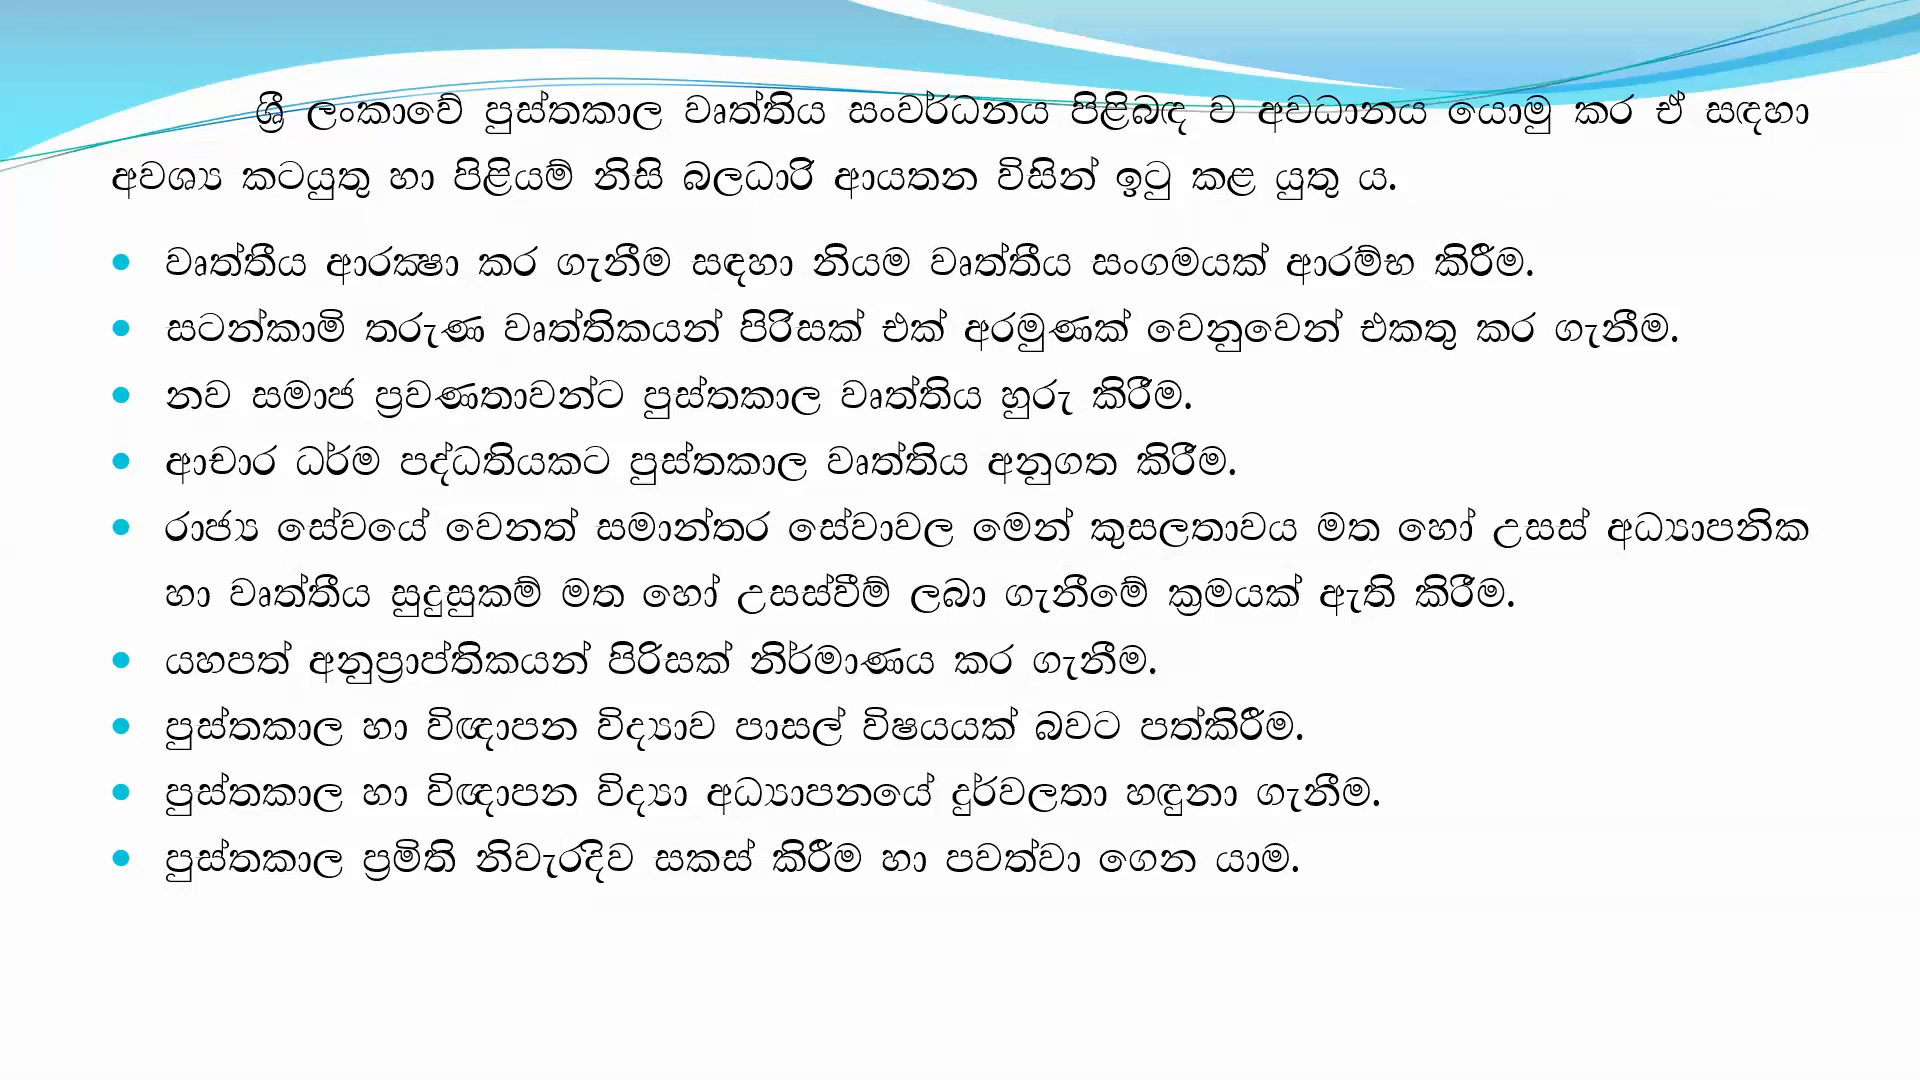 ශ්‍රී ලංකාවේ පුස්තකාල වෘත්තිය සංවර්ධනය පිළිබඳ ව අවධානය යොමු කර ඒ සඳහා
අවශ්‍ය කටයුතු හා පිළියම් නිසි බලධාරි ආයතන විසින් ඉටු කළ යුතු ය.
• වෘත්තීය ආරක්‍ෂා කර ගැනීම සඳහා නියම වෘත්තීය සංගමයක් ආරම්භ කිරීම.
• සටන්කාමී තරුණ වෘත්තිකයන් පිරිසක් එක් අරමුණක් වෙනුවෙන් එකතු කර ගැනීම.
• නව සමාජ ප්‍රවණතාවන්ට පුස්තකාල වෘත්තිය හුරු කිරීම.
• ආචාර ධර්ම පද්ධතියකට පුස්තකාල වෘත්තිය අනුගත කිරීම.
• රාජ්‍ය සේවයේ වෙනත් සමාන්තර සේවාවල මෙන් කුසලතාවය මත හෝ උසස් අධ්‍යාපනික
හා වෘත්තීය සුදුසුකම් මත හෝ උසස්වීම් ලබා ගැනීමේ ක්‍රමයක් ඇති කිරීම.
• යහපත් අනුප්‍රාප්තිකයන් පිරිසක් නිර්මාණය කර ගැනීම.
• පුස්තකාල හා විඥාපන විද්‍යාව පාසල් විෂයයක් බවට පත්කිරීම.
• පුස්තකාල හා විඥාපන විද්‍යා අධ්‍යාපනයේ දුර්වලතා හඳුනා ගැනීම.
• පුස්තකාල ප්‍රමිති නිවැරදිව සකස් කිරීම හා පවත්වා ගෙන යාම.